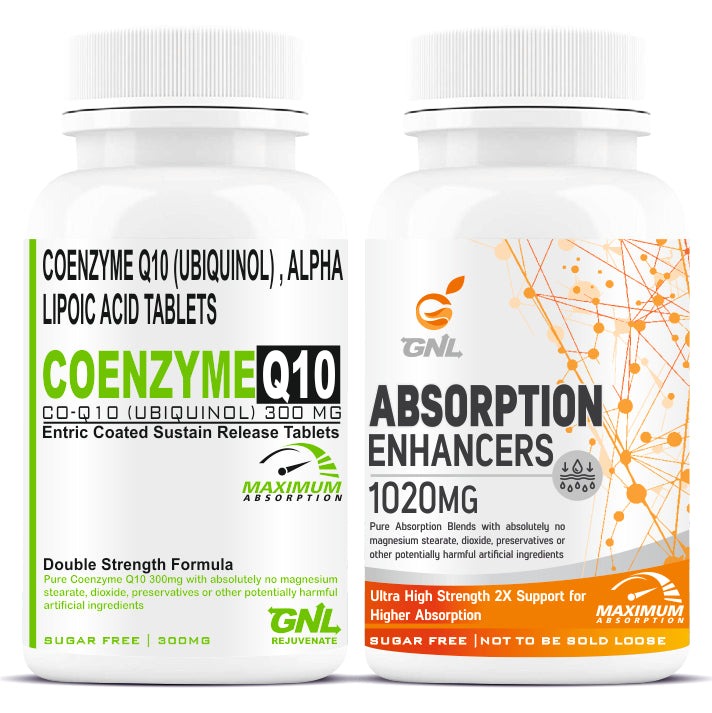 COENZYME Q10 (UBIQUINOL) , ALPHA
LIPOIC ACID TABLETS
COENZYME Q10
CO-Q10 (UBIQUINOL) 300 MG
Entric Coated Sustain Release Tablets
MAXIMUM
ABSORPTION
Double Strength Formula
Pure Coenzyme Q10 300mg with absolutely no magnesium
stearate, dioxide, preservatives or other potentially harmful
artificial ingredients
GNL
REJUVENATE
SUGAR FREE | 300MG
GNL
ABSORPTION
ENHANCERS
1020MG
Pure Absorption Blends with absolutely no
magnesium stearate, dioxide, preservatives or
other potentially harmful artificial ingredients
Ultra High Strength 2X Support for
Higher Absorption
MAXIMUM
ABSORPTION
SUGAR FREE | NOT TO BE SOLD LOOSE